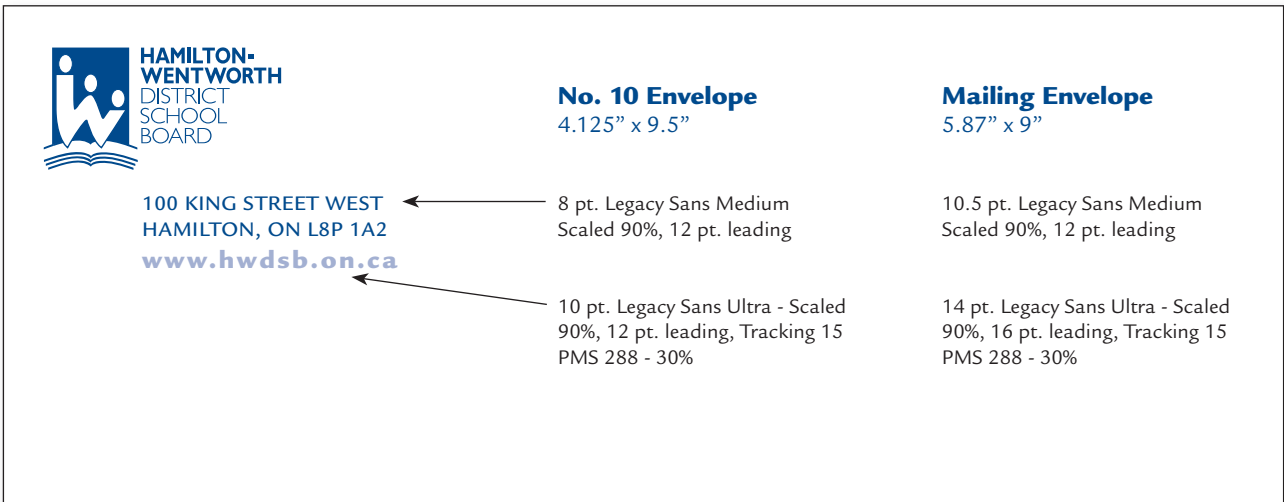 HAMILTON-
WENTWORTH
DISTRICT
SCHOOL
BOARD
100 KING STREET WEST
HAMILTON, ON L8P 1A2
www.hwdsb.on.ca
No. 10 Envelope
4.125” x 9.5”
8 pt. Legacy Sans Medium
Scaled 90%, 12 pt. leading
10 pt. Legacy Sans Ultra - Scaled
90%, 12 pt. leading, Tracking 15
PMS 288 - 30%
Mailing Envelope
5.87” x 9”
10.5 pt. Legacy Sans Medium
Scaled 90%, 12 pt. leading
14 pt. Legacy Sans Ultra - Scaled
90%, 16 pt. leading, Tracking 15
PMS 288 - 30%